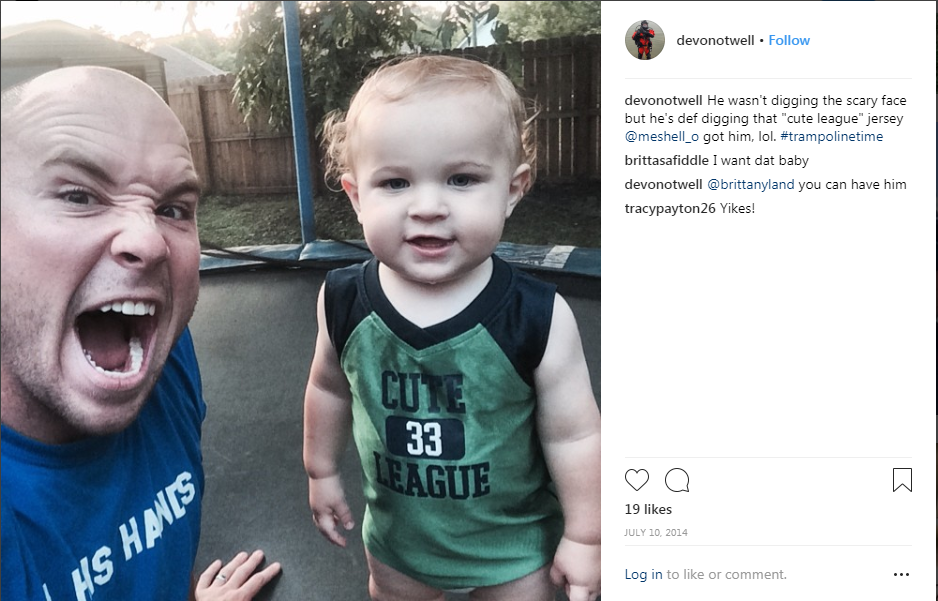 CUTE
33
LEAGUE
HS HAWKS
devonotwell • Follow
devonotwell He wasn't digging the scary face
but he's def digging that "cute league" jersey
@meshell_o got him, lol. #trampolinetime
brittasafiddle I want dat baby
devonotwell @brittanyland you can have him
tracypayton26 Yikes!
19 likes
JULY 10, 2014
Log in to like or comment.